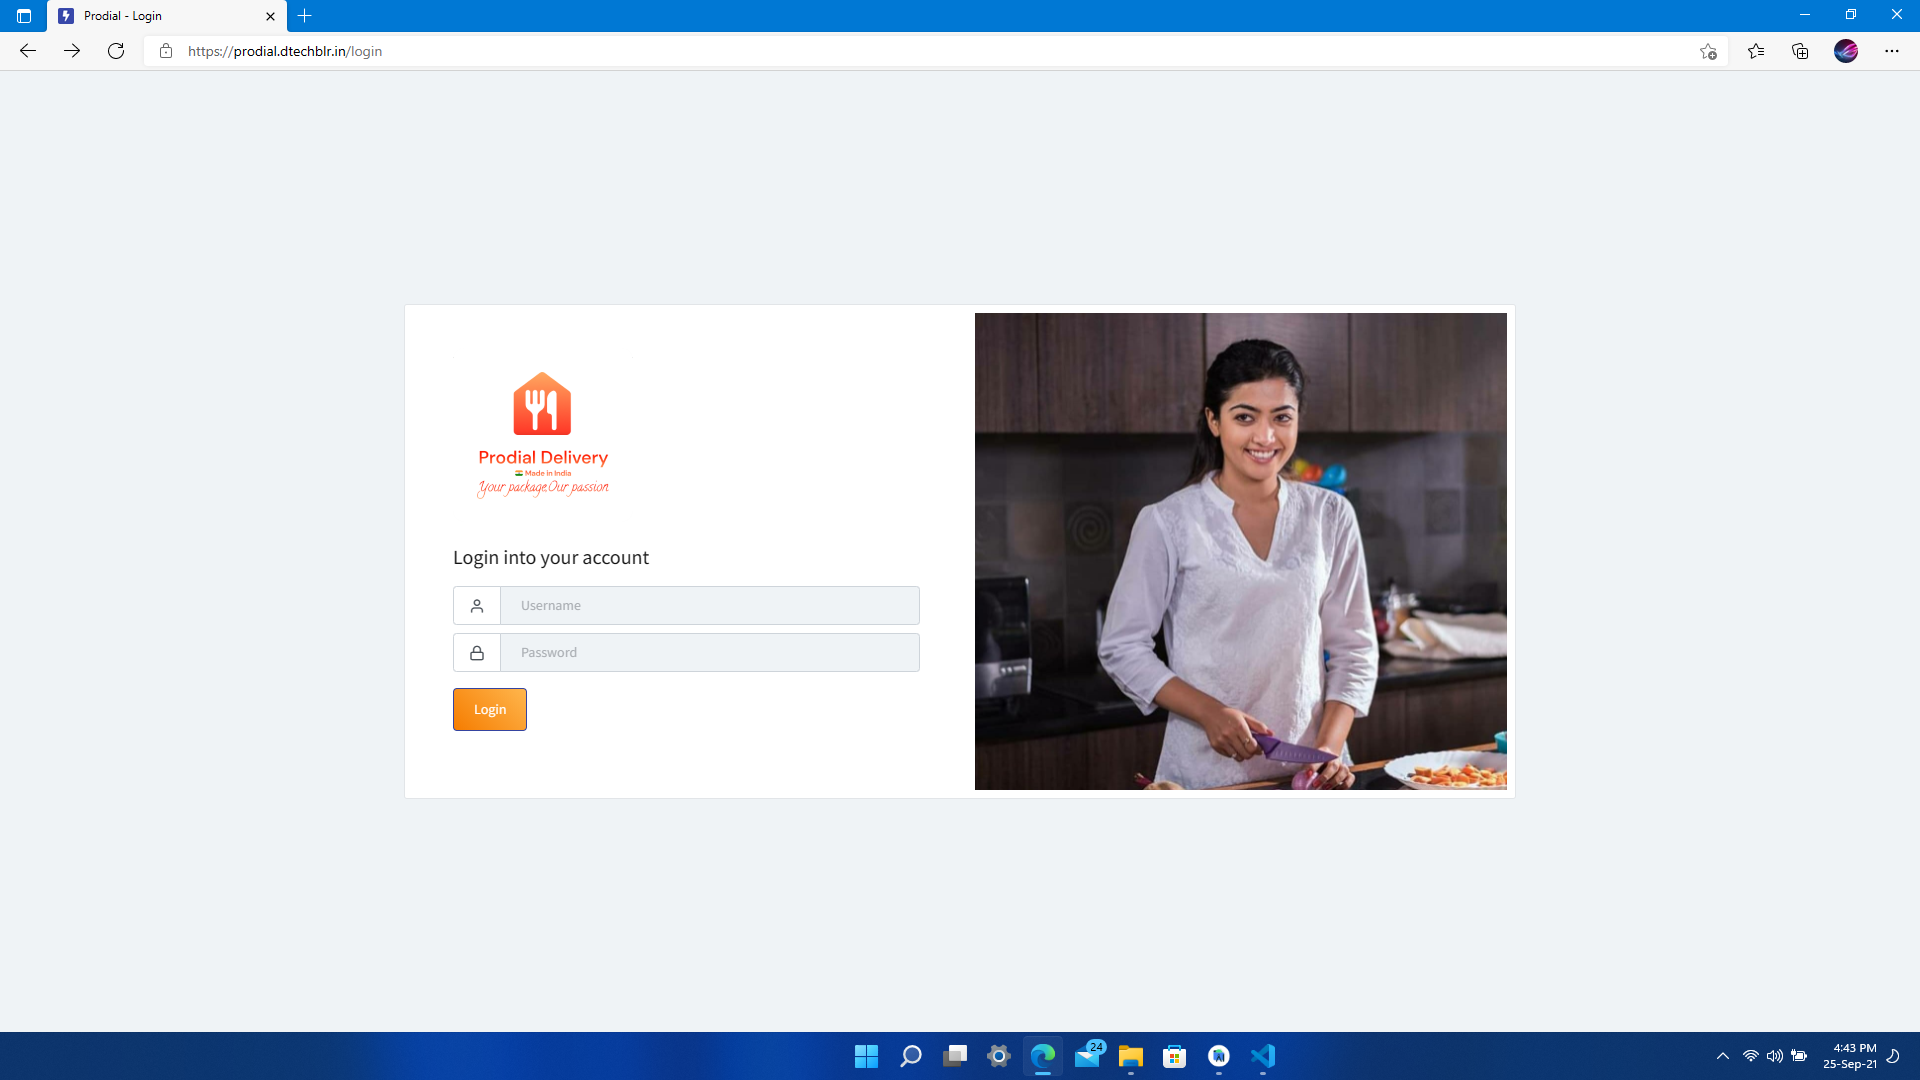 Prodial - Login
https://prodial.dtechblr.in/login
Prodial Delivery
Made in India
Your package,Our passion
Login into your account
Username
Password
Login
24
4:43 PM
25-Sep-21